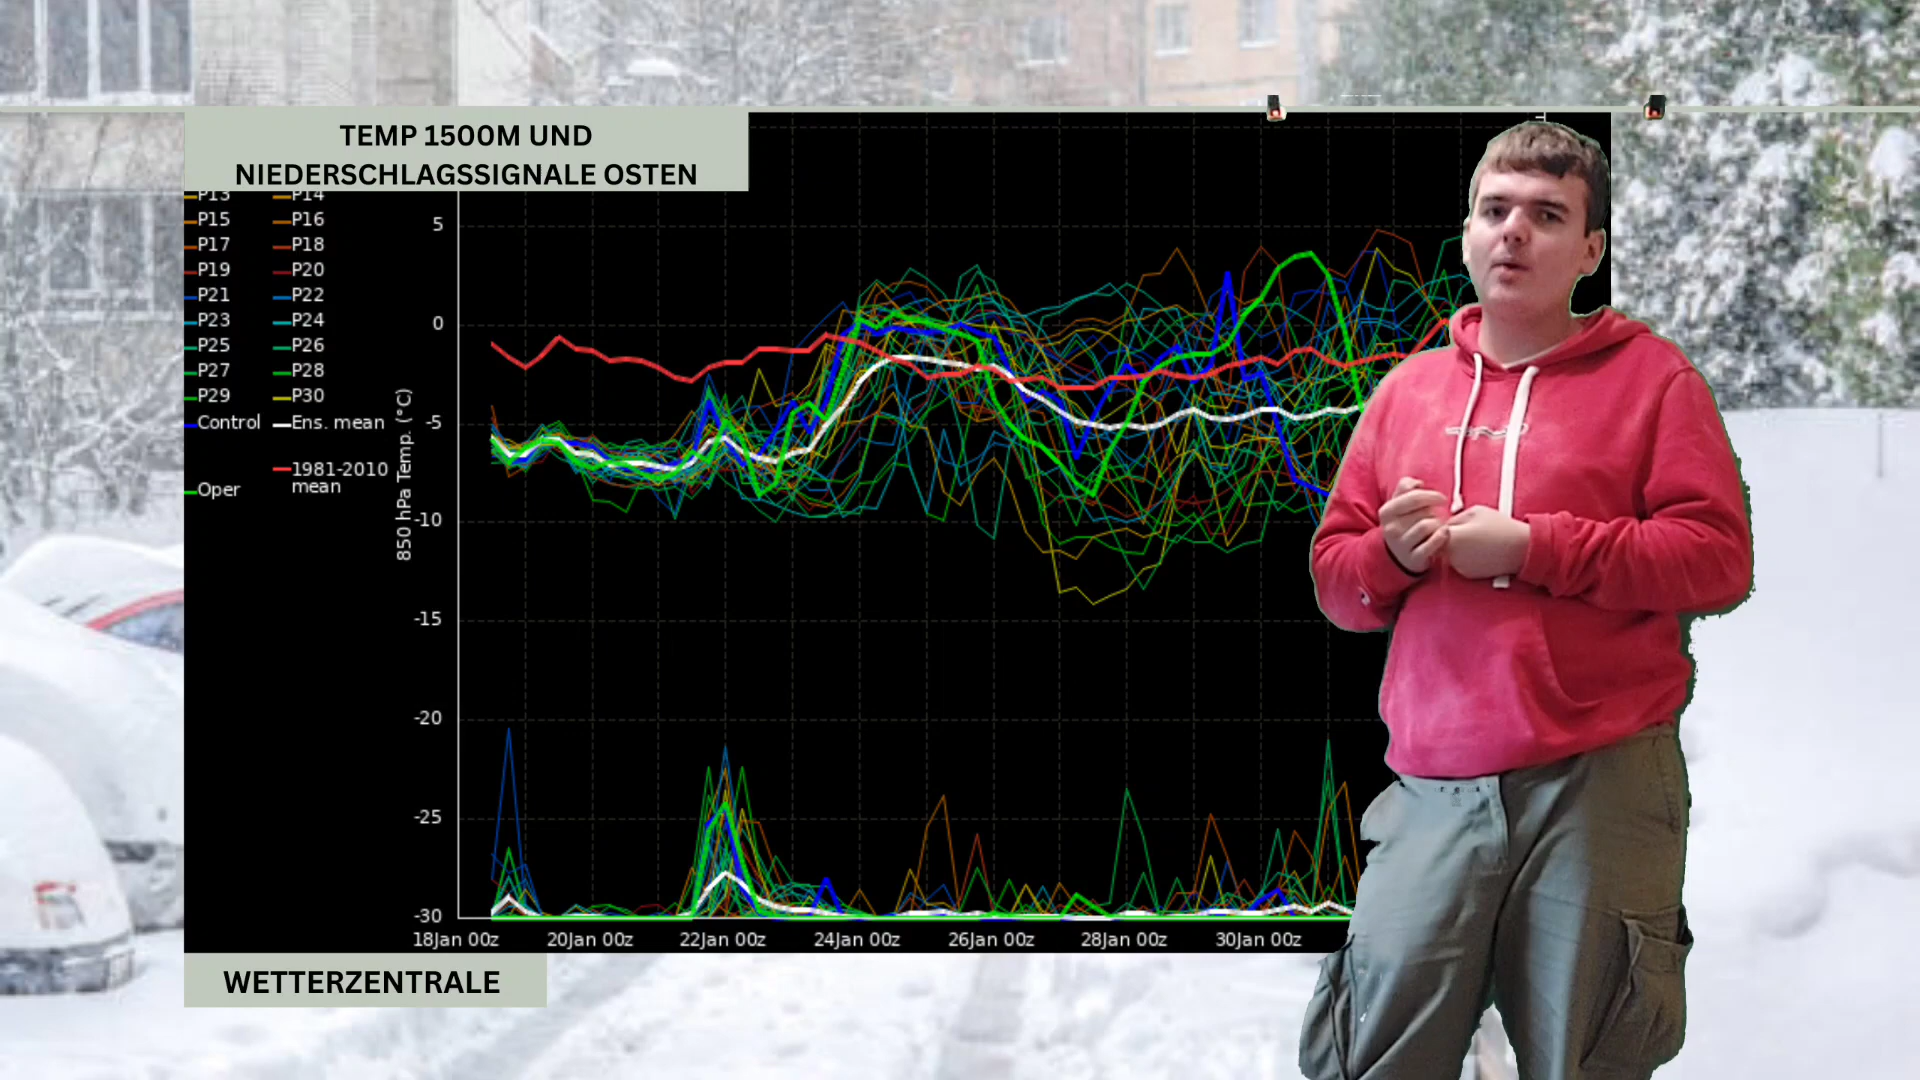 TEMP 1500M UND
NIEDERSCHLAGSSIGNALE OSTEN
P13 P14
P15 P16
P17 P18
P19 P20
P21 P22
P23 P24
P25 P26
P27 P28
P29 P30
Control Ens. mean
1981-2010
mean
Oper
850 hPa Temp. (°C)
5
0
-5
-10
-15
-20
-25
-30
18Jan 00z 20Jan 00z 22Jan 00z 24Jan 00z 26Jan 00z 28Jan 00z 30Jan 00z
WETTERZENTRALE